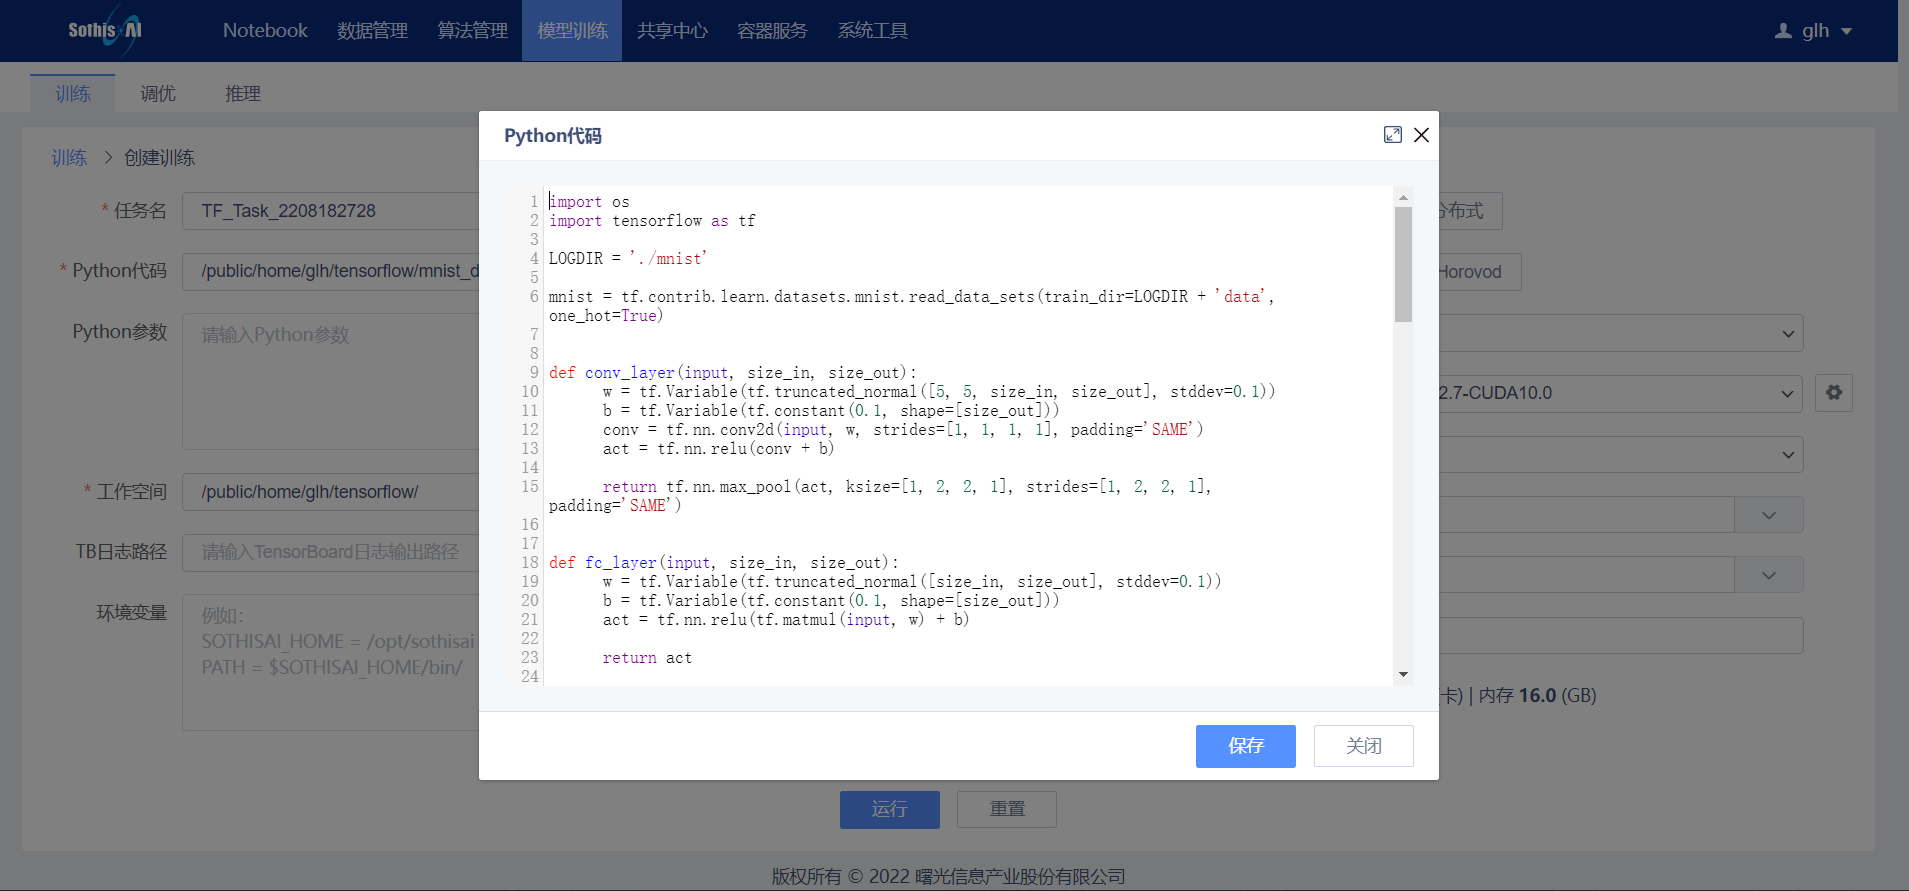 SothisAI Notebook 数据管理 算法管理 模型训练 共享中心 容器服务 系统工具 glh
训练 调优 推理
训练 > 创建训练
* 任务名 TF_Task_2208182728
* Python代码 /public/home/glh/tensorflow/mnist_d
Python参数 请输入Python参数
* 工作空间 /public/home/glh/tensorflow/
TB日志路径 请输入TensorBoard日志输出路径
环境变量 例如：
SOTHISAI_HOME = /opt/sothisai
PATH = $SOTHISAI_HOME/bin/
Python代码
1 import os
2 import tensorflow as tf
3
4 LOGDIR = './mnist'
5
6 mnist = tf.contrib.learn.datasets.mnist.read_data_sets(train_dir=LOGDIR + 'data',
one_hot=True)
7
8
9 def conv_layer(input, size_in, size_out):
10 w = tf.Variable(tf.truncated_normal([5, 5, size_in, size_out], stddev=0.1))
11 b = tf.Variable(tf.constant(0.1, shape=[size_out]))
12 conv = tf.nn.conv2d(input, w, strides=[1, 1, 1, 1], padding='SAME')
13 act = tf.nn.relu(conv + b)
14
15 return tf.nn.max_pool(act, ksize=[1, 2, 2, 1], strides=[1, 2, 2, 1],
padding='SAME')
16
17
18 def fc_layer(input, size_in, size_out):
19 w = tf.Variable(tf.truncated_normal([size_in, size_out], stddev=0.1))
20 b = tf.Variable(tf.constant(0.1, shape=[size_out]))
21 act = tf.nn.relu(tf.matmul(input, w) + b)
22
23 return act
24
保存 关闭
分布式
Horovod
2.7-CUDA10.0
卡) | 内存 16.0 (GB)
运行 重置
版权所有 © 2022 曙光信息产业股份有限公司